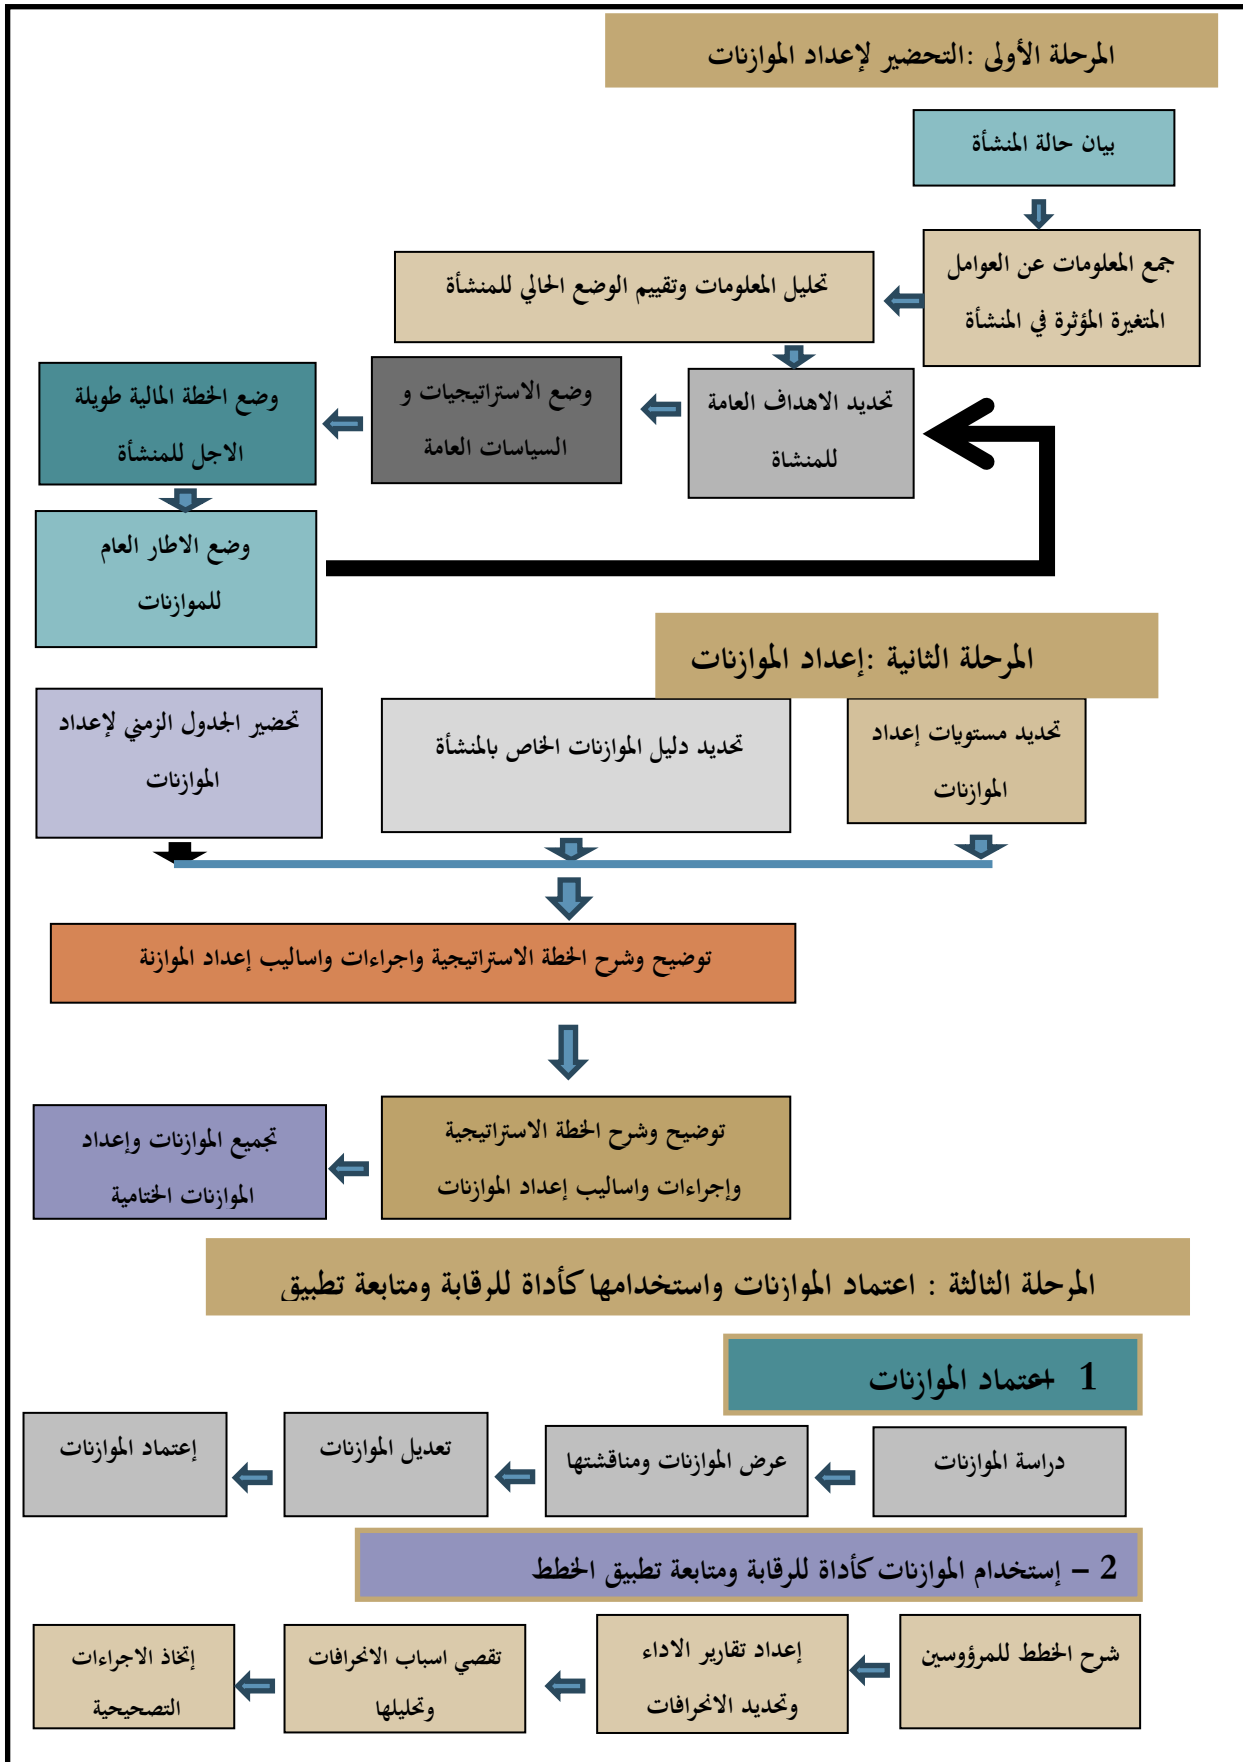 المرحلة الأولى :التحضير لإعداد الموازنات
بيان حالة المنشأة
جمع المعلومات عن العوامل
المتغيرة المؤثرة في المنشأة
تحليل المعلومات وتقييم الوضع الحالي للمنشأة
تحديد الاهداف العامة
للمنشاة
وضع الاستراتيجيات و
السياسات العامة
وضع الخطة المالية طويلة
الاجل للمنشأة
وضع الاطار العام
للموازنات
المرحلة الثانية :إعداد الموازنات
تحديد مستويات إعداد
الموازنات
تحديد دليل الموازنات الخاص بالمنشأة
تحضير الجدول الزمني لإعداد
الموازنات
توضيح وشرح الخطة الاستراتيجية واجراءات واساليب إعداد الموازنة
توضيح وشرح الخطة الاستراتيجية
وإجراءات واساليب إعداد الموازنات
تجميع الموازنات وإعداد
الموازنات الختامية
المرحلة الثالثة : اعتماد الموازنات واستخدامها كأداة للرقابة ومتابعة تطبيق
1 -اعتماد الموازنات
دراسة الموازنات
عرض الموازنات ومناقشتها
تعديل الموازنات
إعتماد الموازنات
2 – إستخدام الموازنات كأداة للرقابة ومتابعة تطبيق الخطط
شرح الخطط للمرؤوسين
إعداد تقارير الاداء
وتحديد الانحرافات
تقصي اسباب الانحرافات
وتحليلها
إتخاذ الاجراءات
التصحيحية